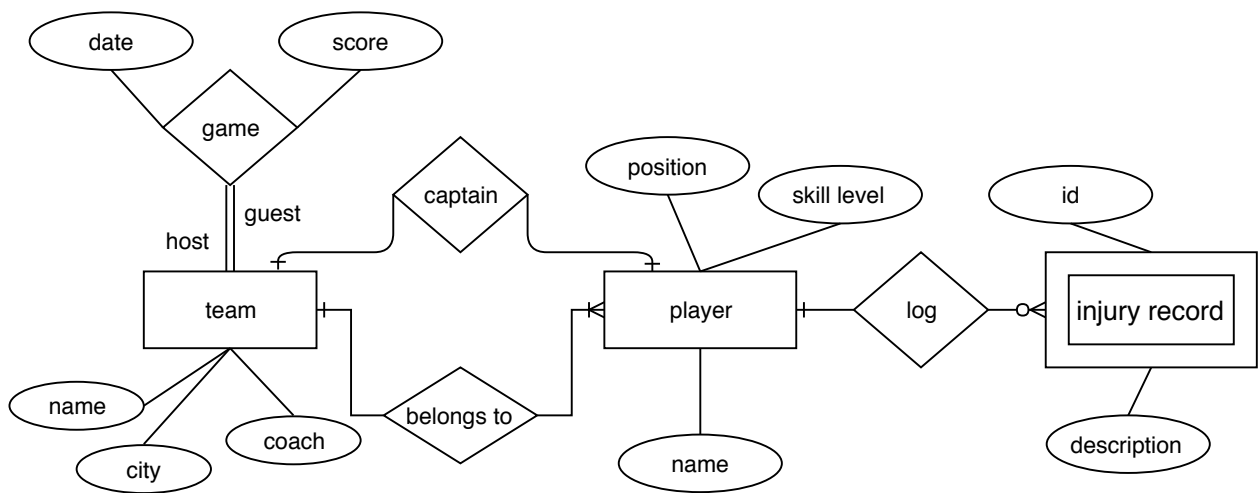 date
score
game
guest
host
captain
position
skill level
id
team
player
log
injury record
name
city
coach
belongs to
name
description